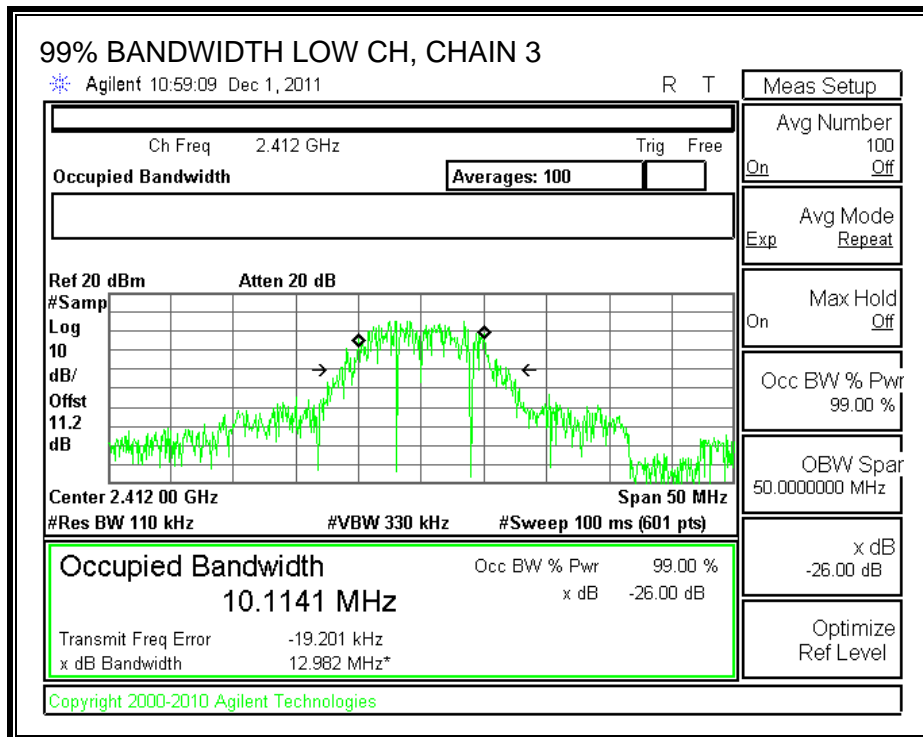 99% BANDWIDTH LOW CH, CHAIN 3
Agilent 10:59:09 Dec 1, 2011 R T
Ch Freq 2.412 GHz Trig Free
Occupied Bandwidth Averages: 100
Ref 20 dBm Atten 20 dB
#Samp
Log
10
dB/
Offst
11.2
dB
Center 2.412 00 GHz Span 50 MHz
#Res BW 110 kHz #VBW 330 kHz #Sweep 100 ms (601 pts)
Occupied Bandwidth Occ BW % Pwr 99.00 %
10.1141 MHz x dB -26.00 dB
Transmit Freq Error -19.201 kHz
x dB Bandwidth 12.982 MHz*
Copyright 2000-2010 Agilent Technologies
Meas Setup
Avg Number
100
On Off
Avg Mode
Exp Repeat
Max Hold
On Off
Occ BW % Pwr
99.00 %
OBW Span
50.0000000 MHz
x dB
-26.00 dB
Optimize
Ref Level